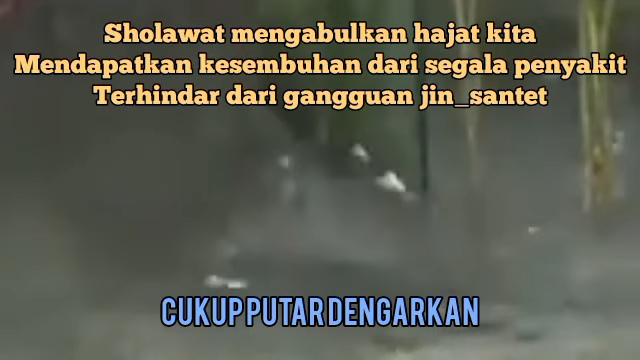 Sholawat mengabulkan hajat kita
Mendapatkan kesembuhan dari segala penyakit
Terhindar dari gangguan jin_santet
CUKUP PUTAR DENGARKAN